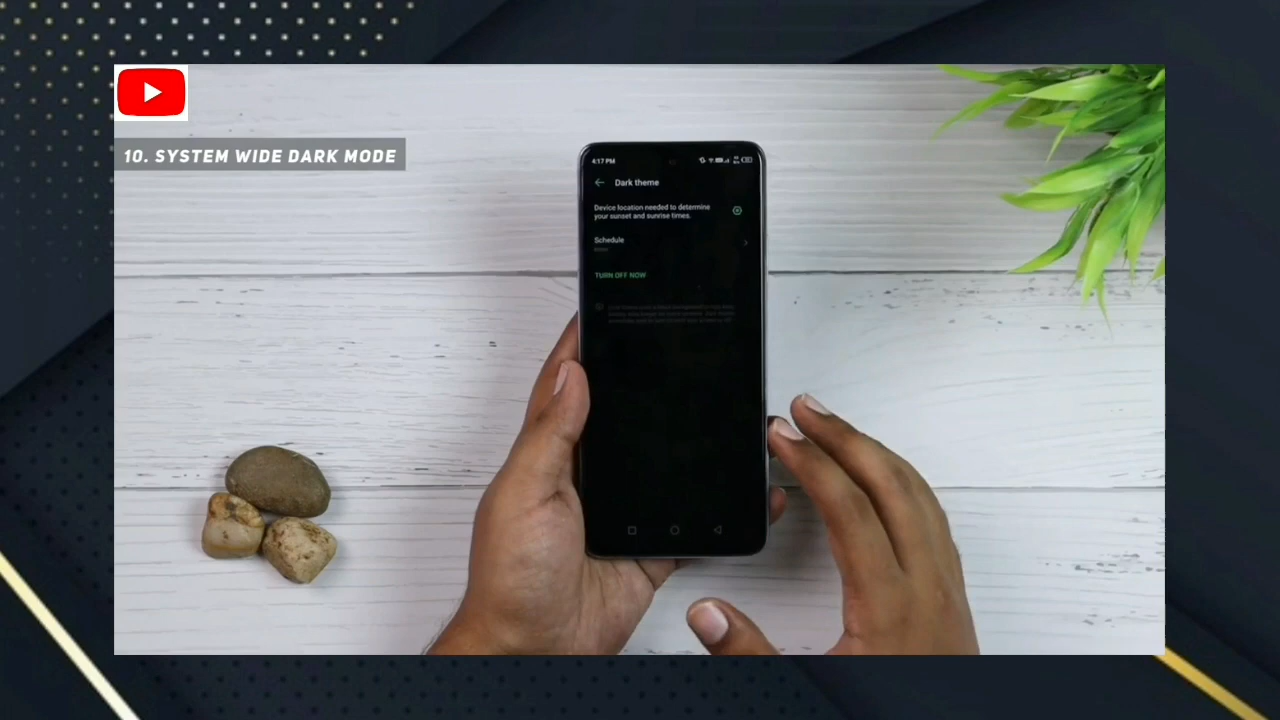 10. SYSTEM WIDE DARK MODE
4:17 PM
Dark theme
Device location needed to determine
your sunset and sunrise times.
Schedule
TURN OFF NOW